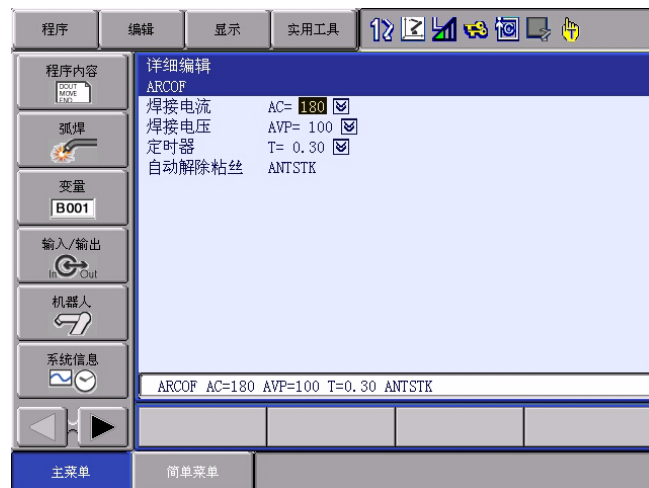 程序 编辑 显示 实用工具
程序内容
DOUT
MOVE
END
弧焊
变量
B001
输入/输出
In Out
机器人
系统信息
详细编辑
ARCOF
焊接电流 AC= 180
焊接电压 AVP= 100
定时器 T= 0.30
自动解除粘丝 ANTSTK
ARCOF AC=180 AVP=100 T=0.30 ANTSTK
主菜单 简单菜单